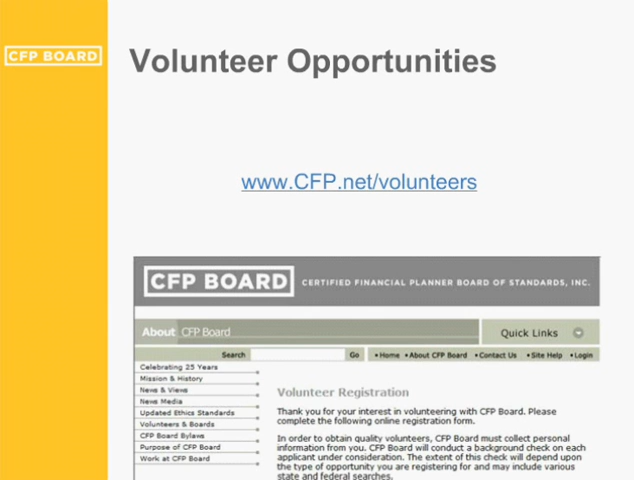 CFP BOARD
Volunteer Opportunities
www.CFP.net/volunteers
CFP BOARD CERTIFIED FINANCIAL PLANNER BOARD OF STANDARDS, INC.
About CFP Board
Quick Links
Search Go • Home • About CFP Board • Contact Us • Site Help • Login
Celebrating 25 Years
Mission & History
News & Views
News Media
Updated Ethics Standards
Volunteers & Boards
CFP Board Bylaws
Purpose of CFP Board
Work at CFP Board
Volunteer Registration
Thank you for your interest in volunteering with CFP Board. Please
complete the following online registration form.
In order to obtain quality volunteers, CFP Board must collect personal
information from you. CFP Board will conduct a background check on each
applicant under consideration. The extent of this check will depend upon
the type of opportunity you are registering for and may include various
state and federal searches.